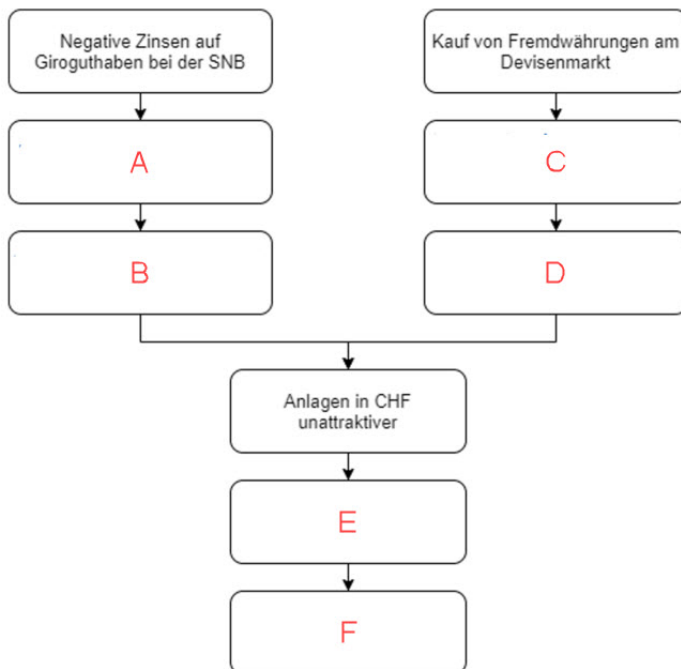 Negative Zinsen auf
Giroguthaben bei der SNB
Kauf von Fremdwährungen am
Devisenmarkt
A
C
B
D
Anlagen in CHF
unattraktiver
E
F